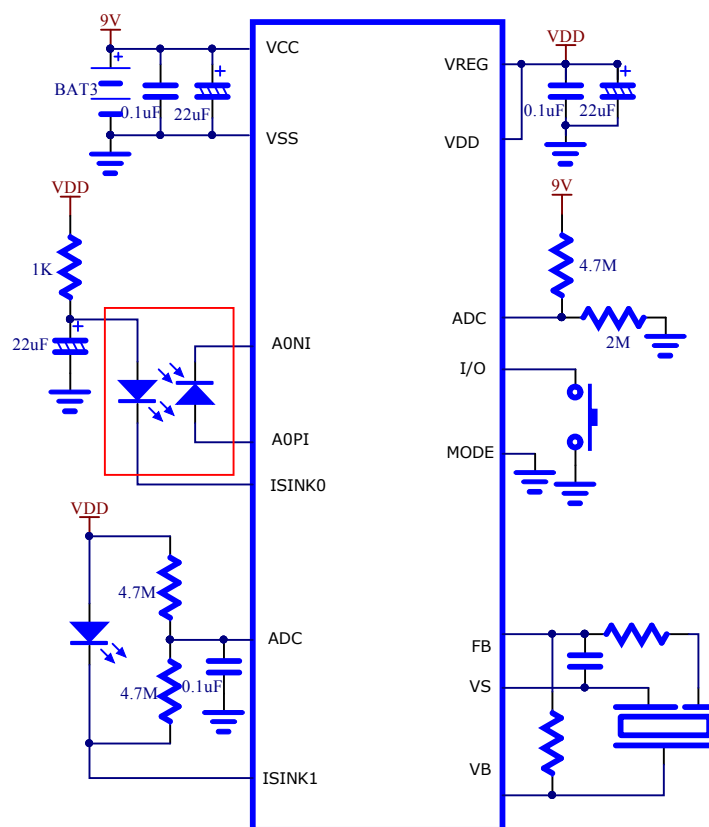 9V
BAT3
+
0.1uF
+
22uF
VCC
VSS
VDD
1K
+
22uF
A0NI
A0PI
ISINK0
VDD
4.7M
4.7M
0.1uF
ADC
ISINK1
VREG
VDD
VDD
0.1uF
+
22uF
9V
4.7M
2M
ADC
I/O
MODE
FB
VS
VB